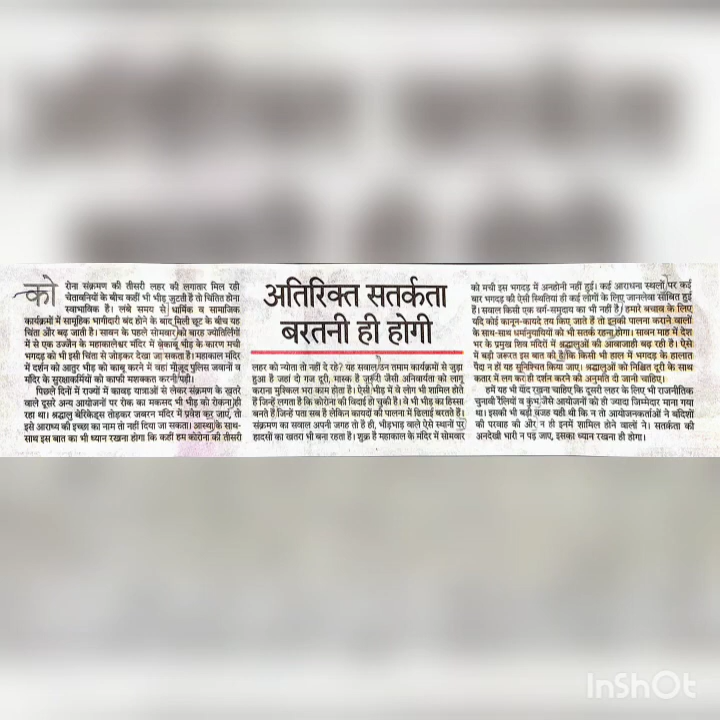 अतिरिक्त सतर्कता
बरतनी ही होगी
कोरोना संक्रमण की तीसरी लहर की लगातार मिल रही
चेतावनियों के बीच कहीं भी भीड़ जुटती है तो चिंतित होना
स्वाभाविक है। लंबे समय से धार्मिक व सामाजिक
कार्यक्रमों में सामूहिक भागीदारी बंद होने के बाद मिली छूट के बीच यह
चिंता और बढ़ जाती है। सावन के पहले सोमवार को बारह ज्योतिर्लिंगों
में से एक उज्जैन के महाकालेश्वर मंदिर में बेकाबू भीड़ के कारण मची
भगदड़ को भी इसी चिंता से जोड़कर देखा जा सकता है। महाकाल मंदिर
में दर्शन को आतुर भीड़ को काबू करने में वहां मौजूद पुलिस जवानों व
मंदिर के सुरक्षाकर्मियों को काफी मशक्कत करनी पड़ी।
पिछले दिनों में राज्यों में कावड़ यात्राओं से लेकर संक्रमण के खतरे
वाले दूसरे अन्य आयोजनों पर रोक का मकसद भी भीड़ को रोकना ही
रहा था। श्रद्धालु बेरिकेड्स तोड़कर जबरन मंदिर में प्रवेश कर जाएं, तो
इसे आराध्य की इच्छा का नाम तो नहीं दिया जा सकता। आस्था के साथ-
साथ इस बात का भी ध्यान रखना होगा कि कहीं हम कोरोना की तीसरी
लहर को न्योता तो नहीं दे रहे? यह सवाल उन तमाम कार्यक्रमों से जुड़ा
हुआ है जहां दो गज दूरी, मास्क है जरूरी जैसी अनिवार्यता को लागू
कराना मुश्किल भरा काम होता है। ऐसी भीड़ में वे लोग भी शामिल होते
हैं जिन्हें लगता है कि कोरोना की विदाई हो चुकी है। वे भी भीड़ का हिस्सा
बनते हैं जिन्हें पता सब है लेकिन कायदों की पालना में ढिलाई बरतते हैं।
संक्रमण का सवाल अपनी जगह तो है ही, भीड़भाड़ वाले ऐसे स्थानों पर
हादसों का खतरा भी बना रहता है। शुक्र है महाकाल के मंदिर में सोमवार
को मची इस भगदड़ में अनहोनी नहीं हुई। कई आराधना स्थलों पर कई
बार भगदड़ की ऐसी स्थितियां ही कई लोगों के लिए जानलेवा साबित हुई
हैं। सवाल किसी एक वर्ग-समुदाय का भी नहीं है। हमारे बचाव के लिए
यदि कोई कानून-कायदे तय किए जाते हैं तो इनकी पालना कराने वालों
के साथ-साथ धर्मानुयायियों को भी सतर्क रहना होगा। सावन माह में देश
भर के प्रमुख शिव मंदिरों में श्रद्धालुओं की आवाजाही बढ़ रही है। ऐसे
में बड़ी जरूरत इस बात की है कि किसी भी हाल में भगदड़ के हालात
पैदा न हों यह सुनिश्चित किया जाए। श्रद्धालुओं को निश्चित दूरी के साथ
कतार में लग कर ही दर्शन करने की अनुमति दी जानी चाहिए।
हमें यह भी याद रखना चाहिए कि दूसरी लहर के लिए भी राजनीतिक
चुनावी रैलियों व कुंभ जैसे आयोजनों को ही ज्यादा जिम्मेदार माना गया
था। इसकी भी बड़ी वजह यही थी कि न तो आयोजनकर्ताओं ने बंदिशों
की परवाह की और न ही इनमें शामिल होने वालों ने। सतर्कता की
अनदेखी भारी न पड़ जाए, इसका ध्यान रखना ही होगा।
InShOt